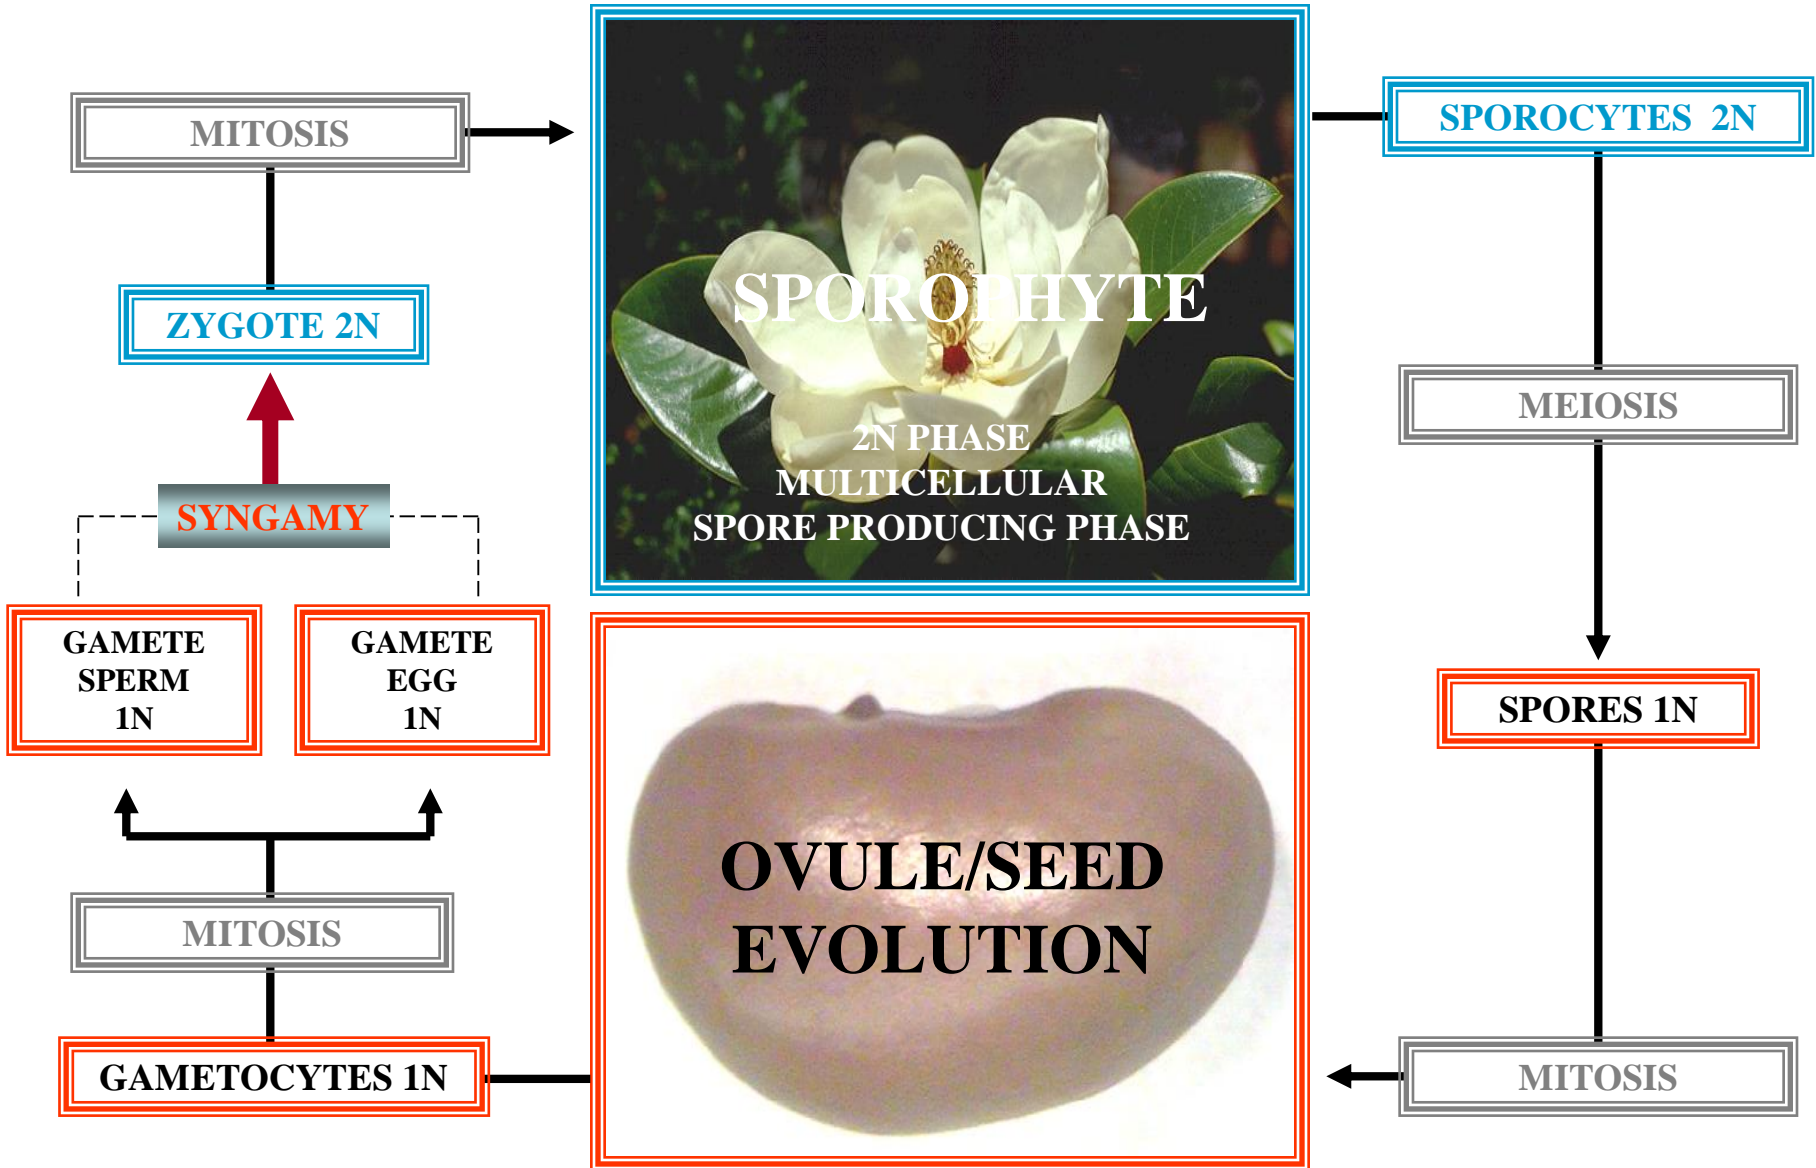 MITOSIS
SPOROCYTES 2N
SPOROPHYTE
ZYGOTE 2N
MEIOSIS
2N PHASE
MULTICELLULAR
SPORE PRODUCING PHASE
SYNGAMY
GAMETE
SPERM
1N
GAMETE
EGG
1N
SPORES 1N
OVULE/SEED
EVOLUTION
MITOSIS
GAMETOCYTES 1N
MITOSIS